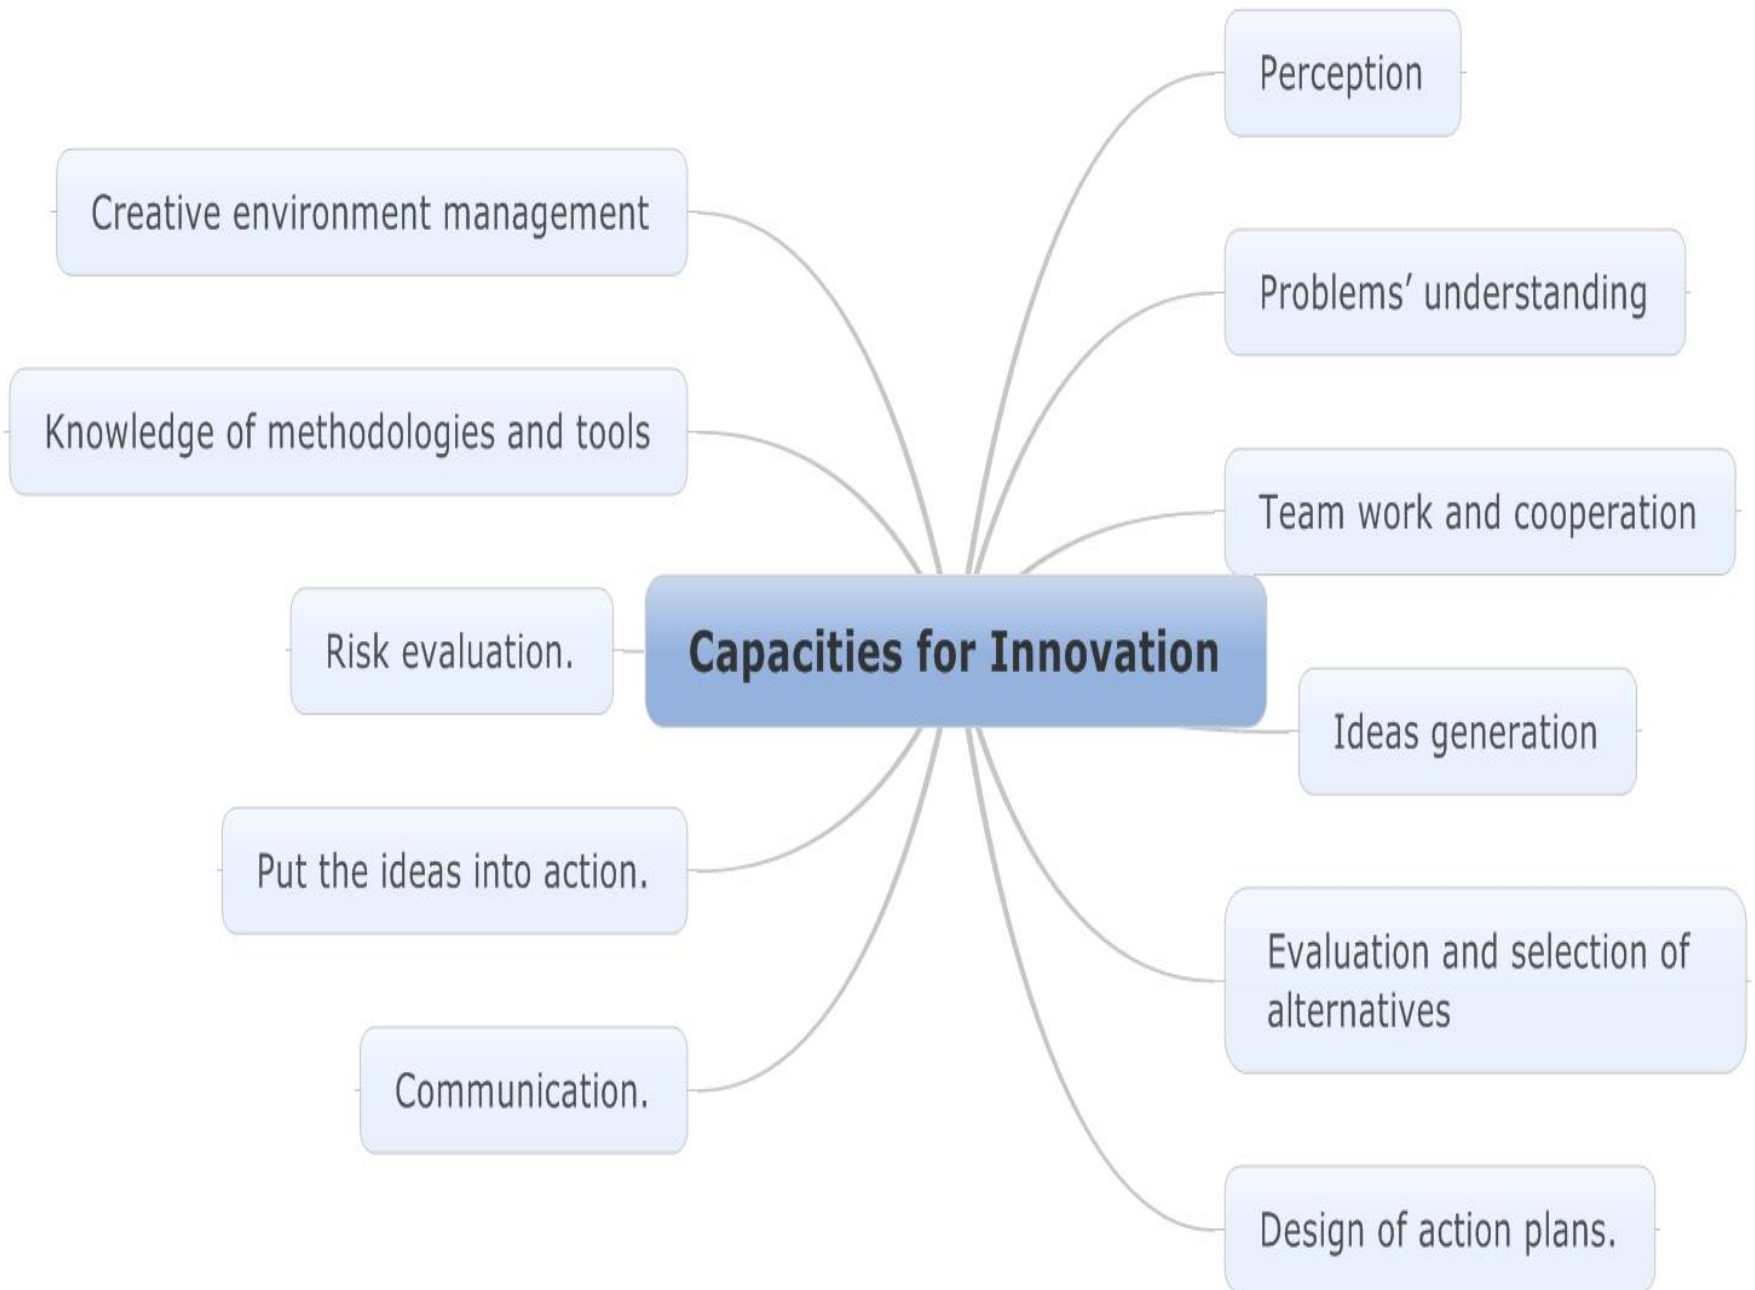 Perception
Creative environment management
Problems’ understanding
Knowledge of methodologies and tools
Team work and cooperation
Risk evaluation.
Capacities for Innovation
Ideas generation
Put the ideas into action.
Evaluation and selection of
alternatives
Communication.
Design of action plans.